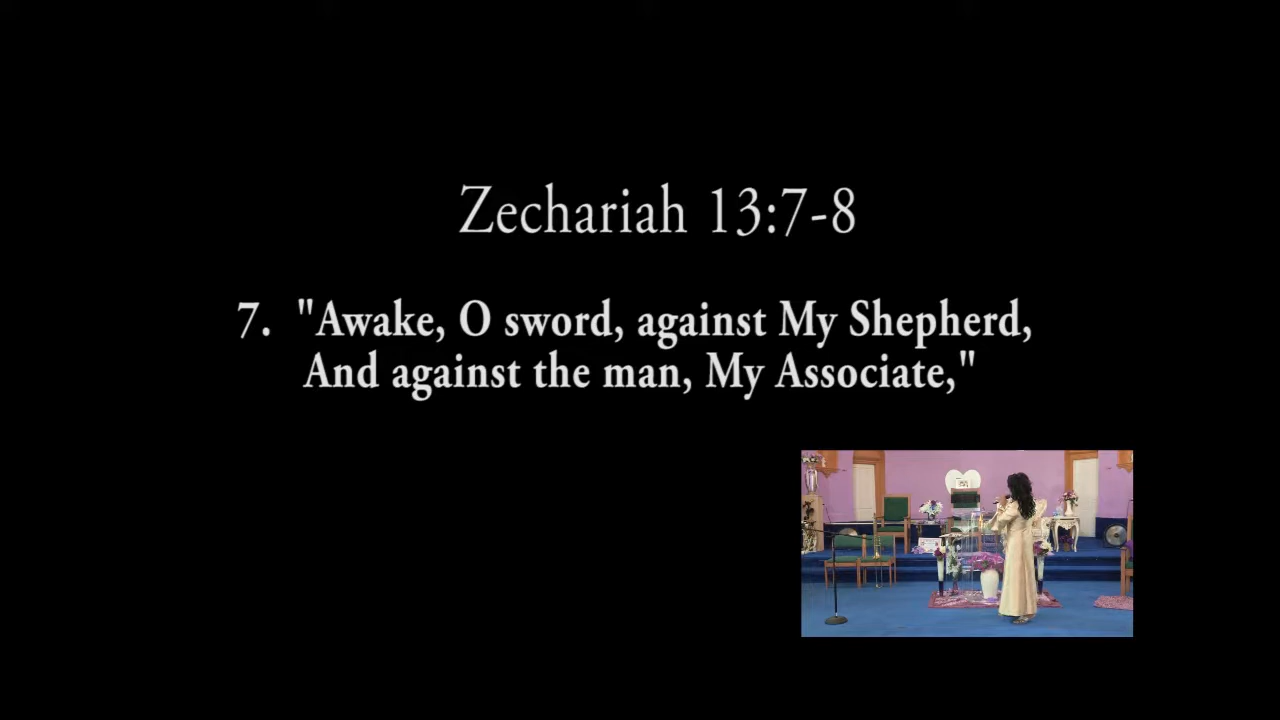 Zechariah 13:7-8
7. "Awake, O sword, against My Shepherd,
And against the man, My Associate,"